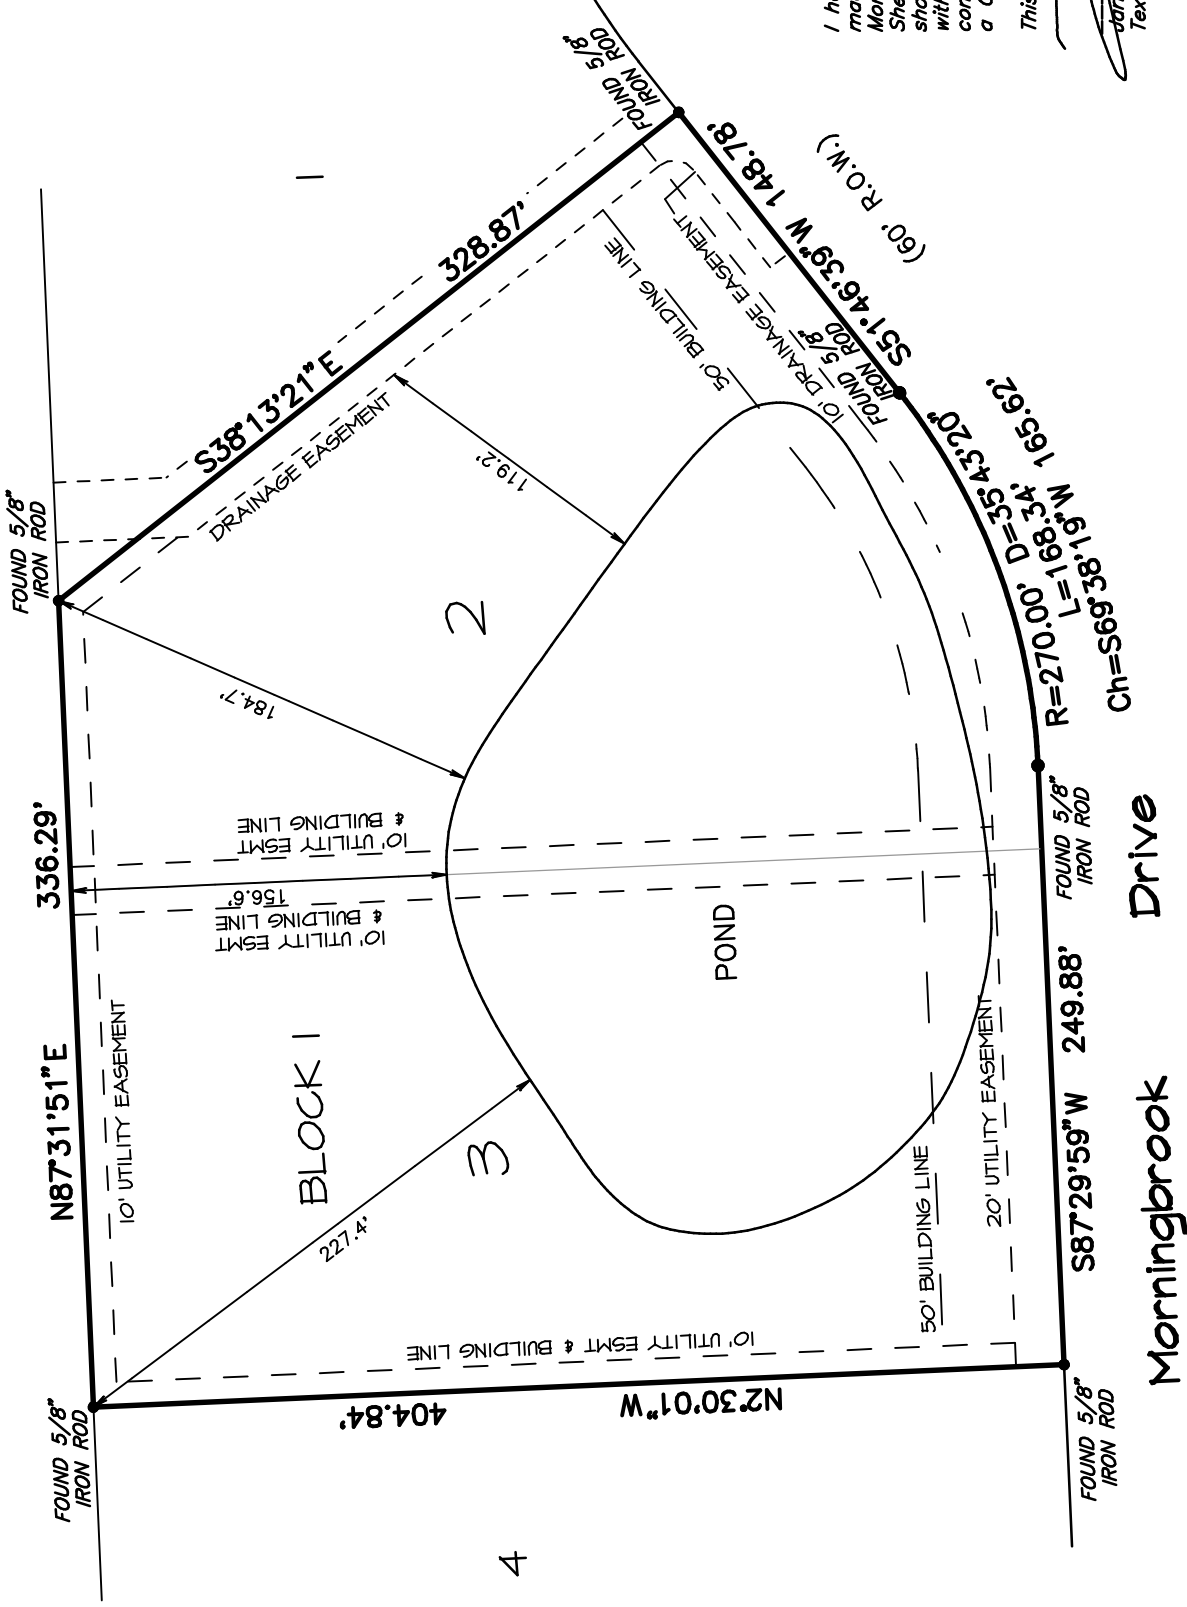 FOUND 5/8"
IRON ROD
N87°31'51"E
336.29'
FOUND 5/8"
IRON ROD
S38°13'21"E
328.87'
FOUND 5/8"
IRON ROD
1
DRAINAGE EASEMENT
10' UTILITY EASEMENT
10' UTILITY ESMT
& BUILDING LINE
10' UTILITY ESMT
& BUILDING LINE
156.6'
184.7'
119.2'
227.4'
BLOCK 1
2
3
4
POND
50' BUILDING LINE
10' DRAINAGE EASEMENT
FOUND 5/8"
IRON ROD
50' BUILDING LINE
20' UTILITY EASEMENT
10' UTILITY ESMT & BUILDING LINE
404.84'
N2°30'01"W
FOUND 5/8"
IRON ROD
S87°29'59"W 249.88'
FOUND 5/8"
IRON ROD
R=270.00' D=35°43'20"
L=168.34'
Ch=S69°38'19"W 165.62'
S51°46'39"W 148.78'
(60' R.O.W.)
Morningbrook Drive
I
a
This
Tex